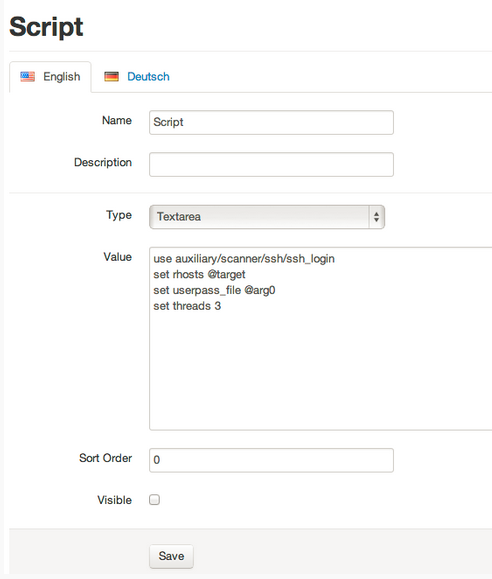 Script
English Deutsch
Name Script
Description
Type Textarea
Value use auxiliary/scanner/ssh/ssh_login
set rhosts @target
set userpass_file @arg0
set threads 3
Sort Order 0
Visible
Save